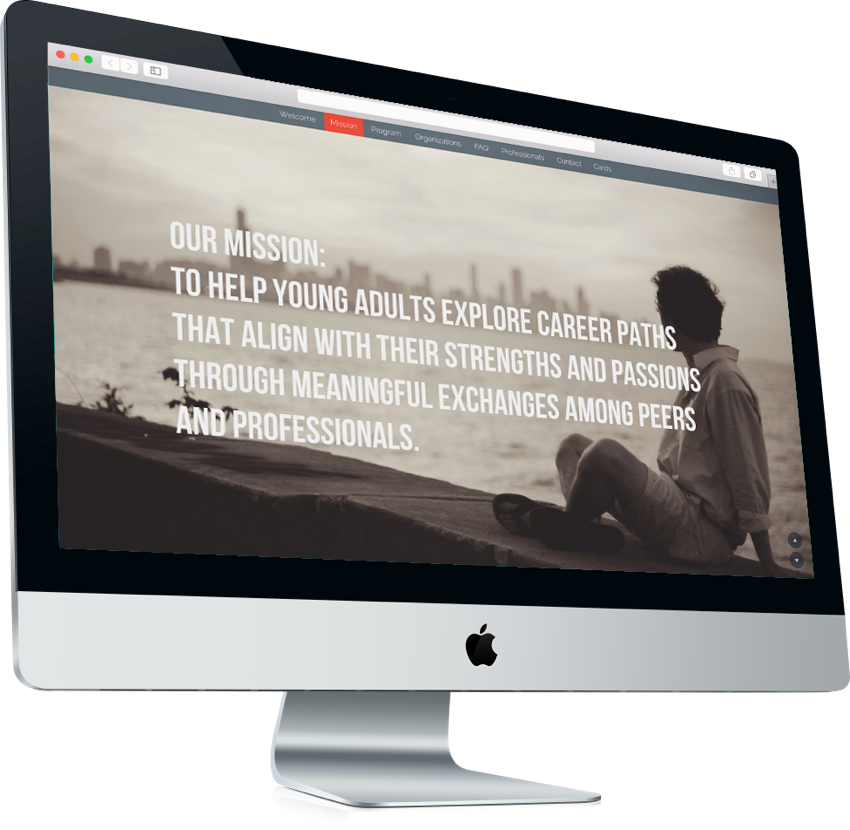 Welcome Mission Program Organizations FAQ Professionals Contact Cards
OUR MISSION:
TO HELP YOUNG ADULTS EXPLORE CAREER PATHS
THAT ALIGN WITH THEIR STRENGTHS AND PASSIONS
THROUGH MEANINGFUL EXCHANGES AMONG PEERS
AND PROFESSIONALS.